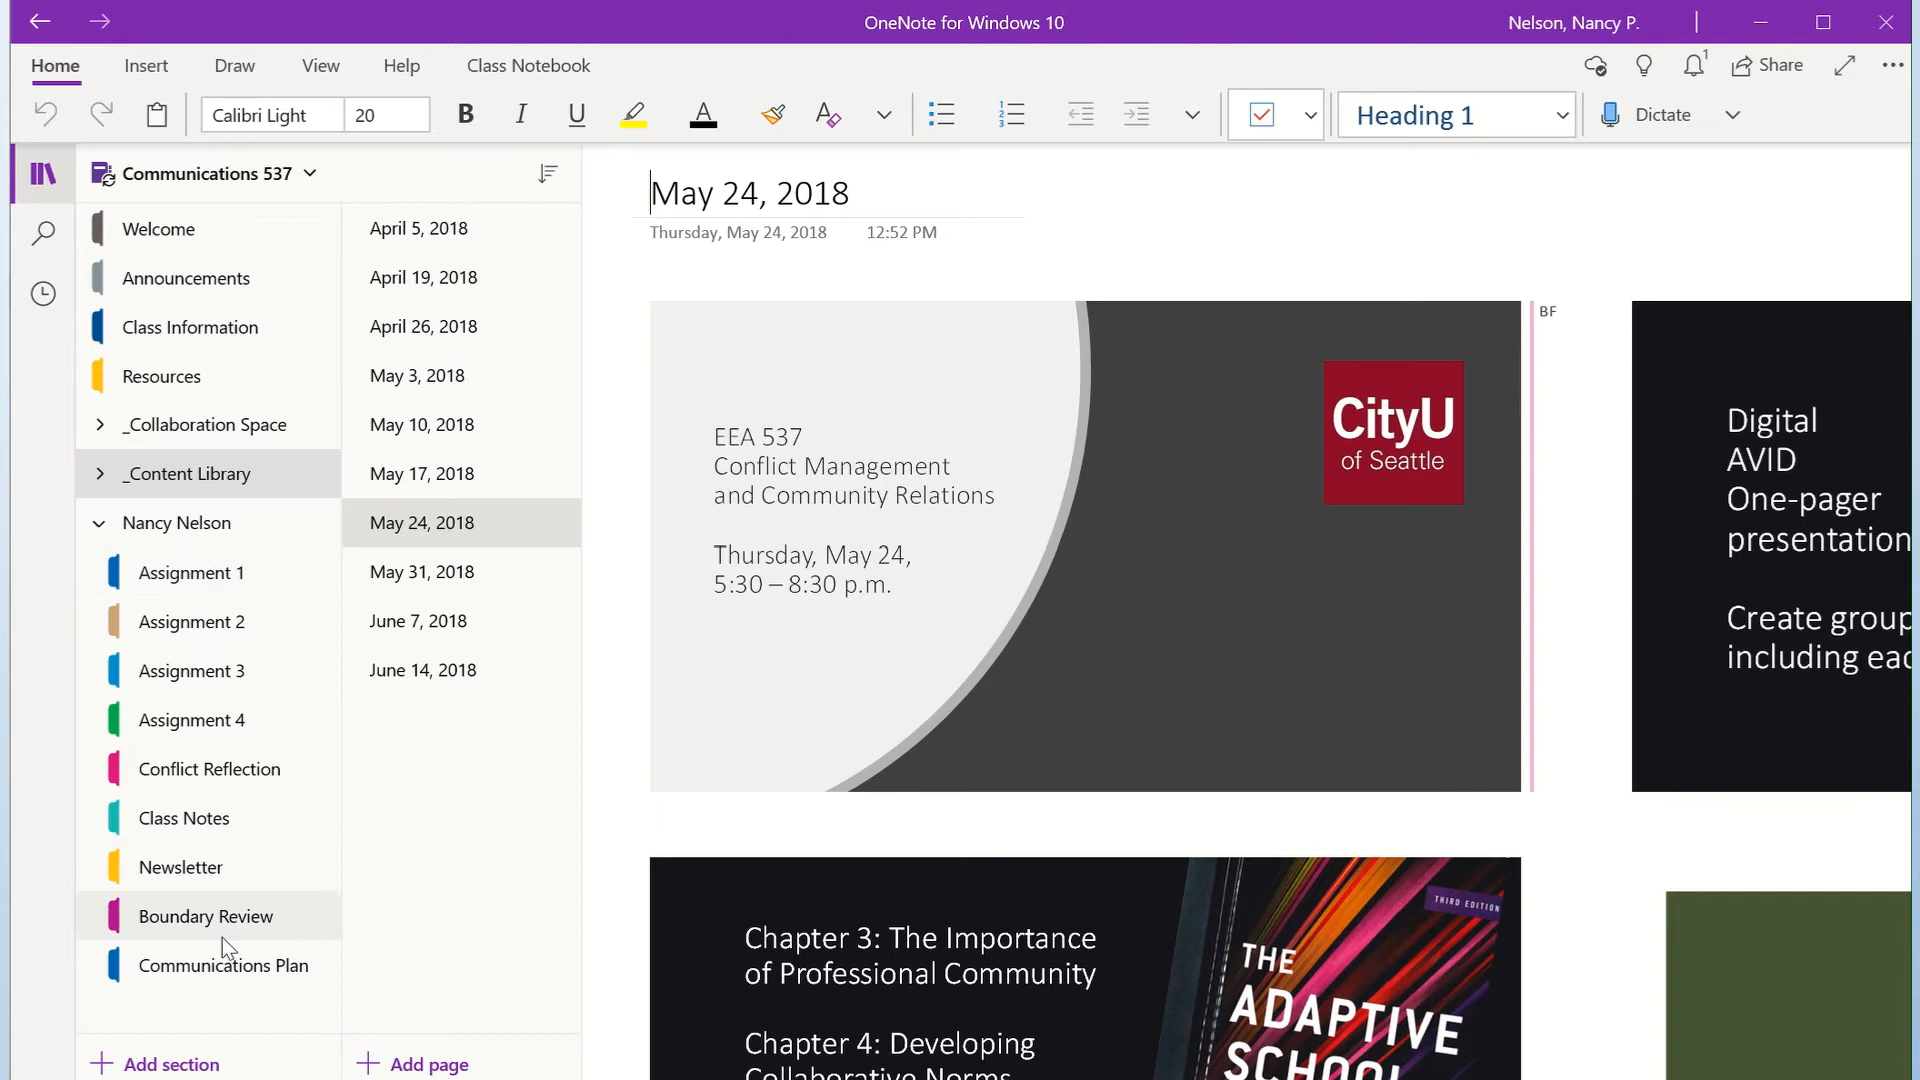 OneNote for Windows 10
Nelson, Nancy P.
Home Insert Draw View Help Class Notebook
1
Share
Calibri Light 20 B I U A A Heading 1 Dictate
Communications 537
Welcome
Announcements
Class Information
Resources
_Collaboration Space
_Content Library
Nancy Nelson
Assignment 1
Assignment 2
Assignment 3
Assignment 4
Conflict Reflection
Class Notes
Newsletter
Boundary Review
Communications Plan
Add section
April 5, 2018
April 19, 2018
April 26, 2018
May 3, 2018
May 10, 2018
May 17, 2018
May 24, 2018
May 31, 2018
June 7, 2018
June 14, 2018
Add page
May 24, 2018
Thursday, May 24, 2018 12:52 PM
EEA 537
Conflict Management
and Community Relations
Thursday, May 24,
5:30 – 8:30 p.m.
CityU
of Seattle
BF
Digital
AVID
One-pager
presentation
Create group
including eac
Chapter 3: The Importance
of Professional Community
Chapter 4: Developing
Collaborative Norms
THIRD EDITION
THE
ADAPTIVE
SCHOOL